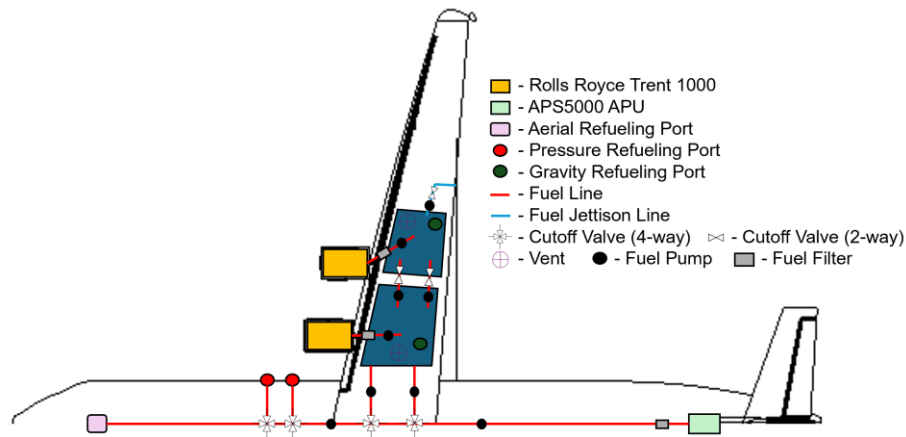 - Rolls Royce Trent 1000
- APS5000 APU
- Aerial Refueling Port
- Pressure Refueling Port
- Gravity Refueling Port
- Fuel Line
- Fuel Jettison Line
- Cutoff Valve (4-way) - Cutoff Valve (2-way)
- Vent - Fuel Pump - Fuel Filter